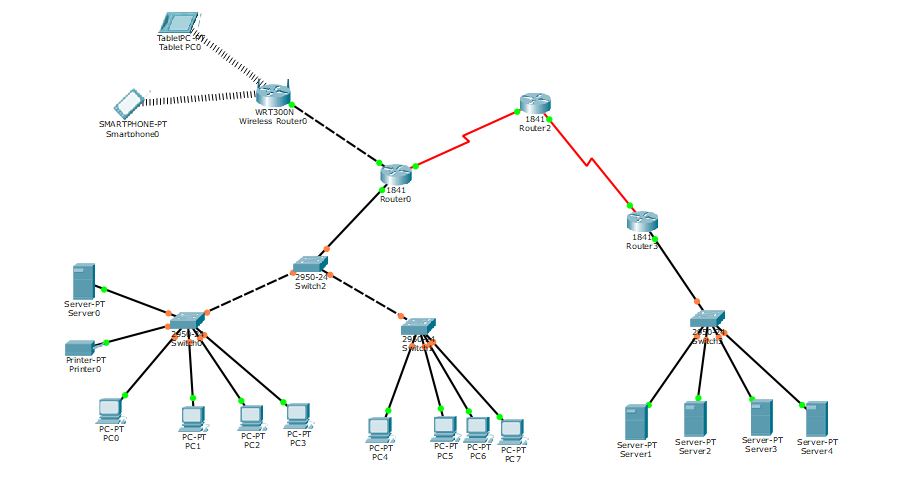 TabletPC-PT
Tablet PC0
SMARTPHONE-PT
Smartphone0
WRT300N
Wireless Router0
1841
Router2
1841
Router0
1841
Router3
2950-24
Switch2
Server-PT
Server0
2950-24
Switch0
Printer-PT
Printer0
2950-24
2950-24
PC-PT
PC0
PC-PT
PC1
PC-PT
PC2
PC-PT
PC3
PC-PT
PC4
PC-PT
PC5
PC-PT
PC6
PC-PT
PC7
Server-PT
Server1
Server-PT
Server2
Server-PT
Server3
Server-PT
Server4